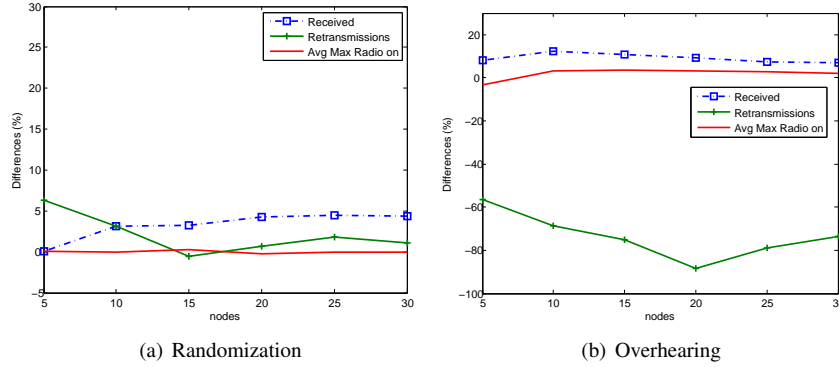 30
25
20
15
10
5
0
−5
5 10 15 20 25 30
nodes
Differences (%)
Received
Retransmissions
Avg Max Radio on
(a) Randomization
20
0
−20
−40
−60
−80
−100
5 10 15 20 25 30
nodes
Differences (%)
Received
Retransmissions
Avg Max Radio on
(b) Overhearing